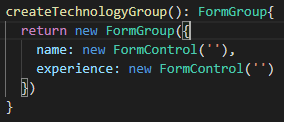 createTechnologyGroup(): FormGroup{
  return new FormGroup({
    name: new FormControl(''),
    experience: new FormControl('')
  })
}